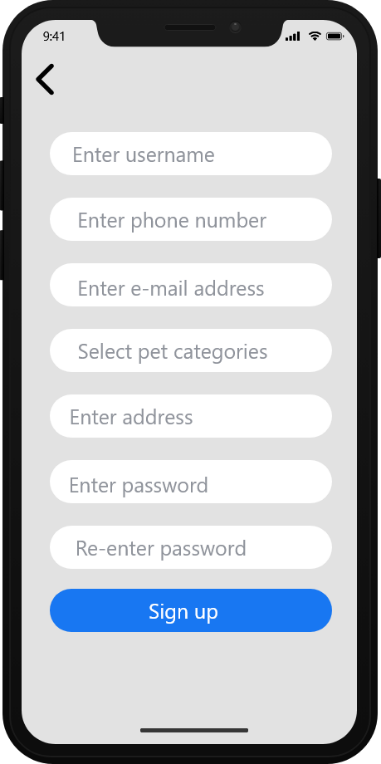 9:41
Enter username
Enter phone number
Enter e-mail address
Select pet categories
Enter address
Enter password
Re-enter password
Sign up